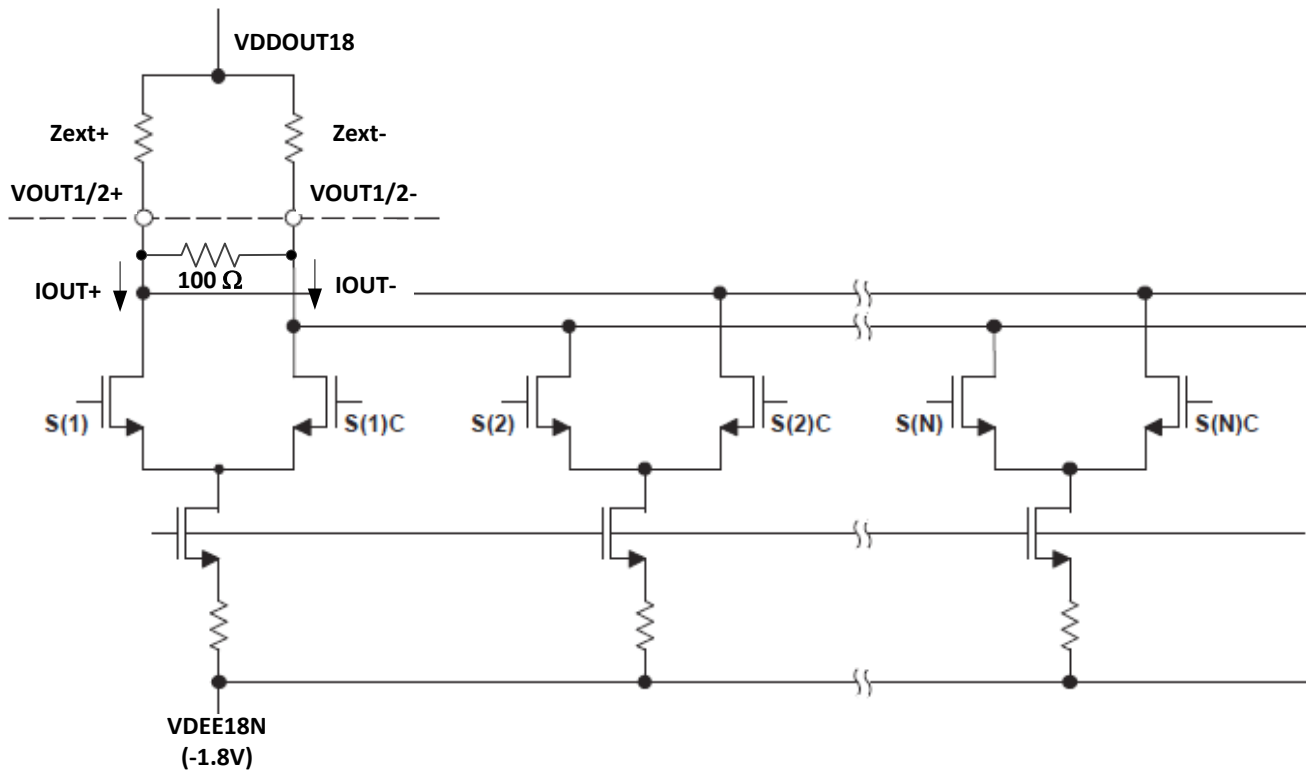 VDDOUT18
Zext+
Zext-
VOUT1/2+
VOUT1/2-
100 Ω
IOUT+
IOUT-
S(1)
S(1)C
S(2)
S(2)C
S(N)
S(N)C
VDEE18N
(-1.8V)